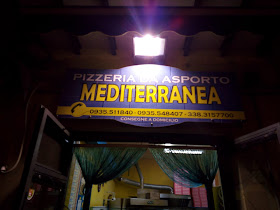 PIZZERIA DA ASPORTO
MEDITERRANEA
0935.511840 - 0935.548407 - 338.3157700
CONSEGNE A DOMICILIO